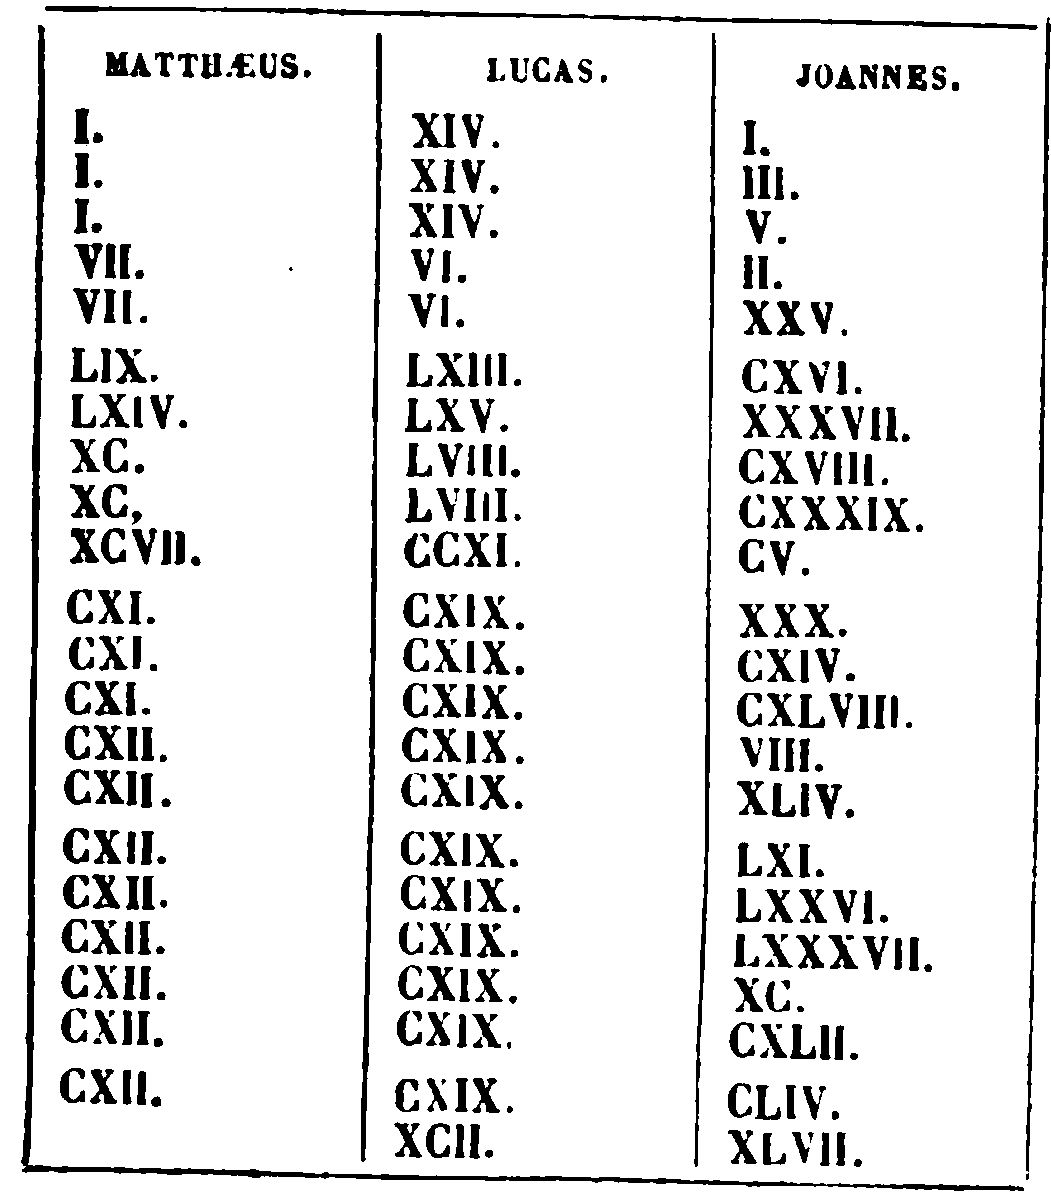 MATTHÆUS. LUCAS. JOANNES.
I. XIV. I.
I. XIV. III.
I. XIV. V.
VII. VI. II.
VII. VI. XXV.
LIX. LXIII. CXVI.
LXIV. LXV. XXXVII.
XC. LVIII. CXVIII.
XC, LVIII. CXXXIX.
XCVII. CCXI. CV.
CXI. CXIX. XXX.
CXI. CXIX. CXIV.
CXI. CXIX. CXLVIII.
CXII. CXIX. VIII.
CXII. CXIX. XLIV.
CXII. CXIX. LXI.
CXII. CXIX. LXXVI.
CXII. CXIX. LXXXVII.
CXII. CXIX. XC.
CXII. CXIX. CXLII.
CXII. CXIX. CLIV.
XCII. XLVII.